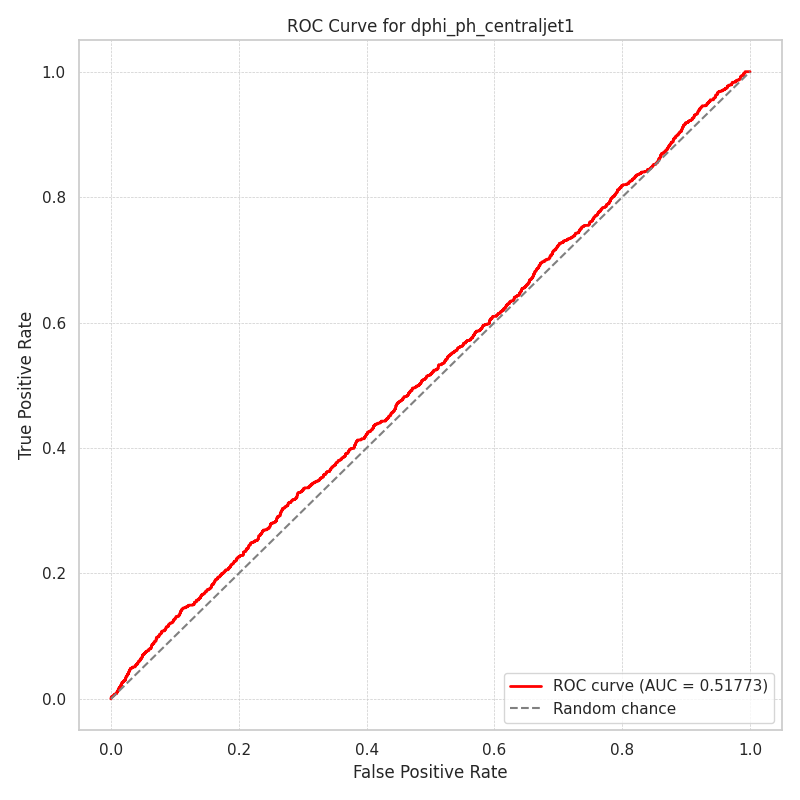 ROC Curve for dphi_ph_centraljet1
True Positive Rate
1.0
0.8
0.6
0.4
0.2
0.0
ROC curve (AUC = 0.51773)
Random chance
0.0 0.2 0.4 0.6 0.8 1.0
False Positive Rate